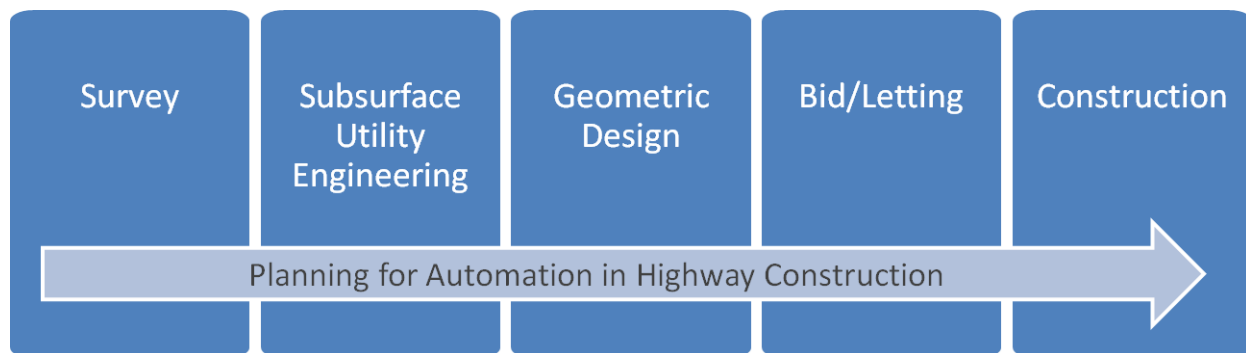 Survey
Subsurface
Utility
Engineering
Geometric
Design
Bid/Letting
Construction
Planning for Automation in Highway Construction